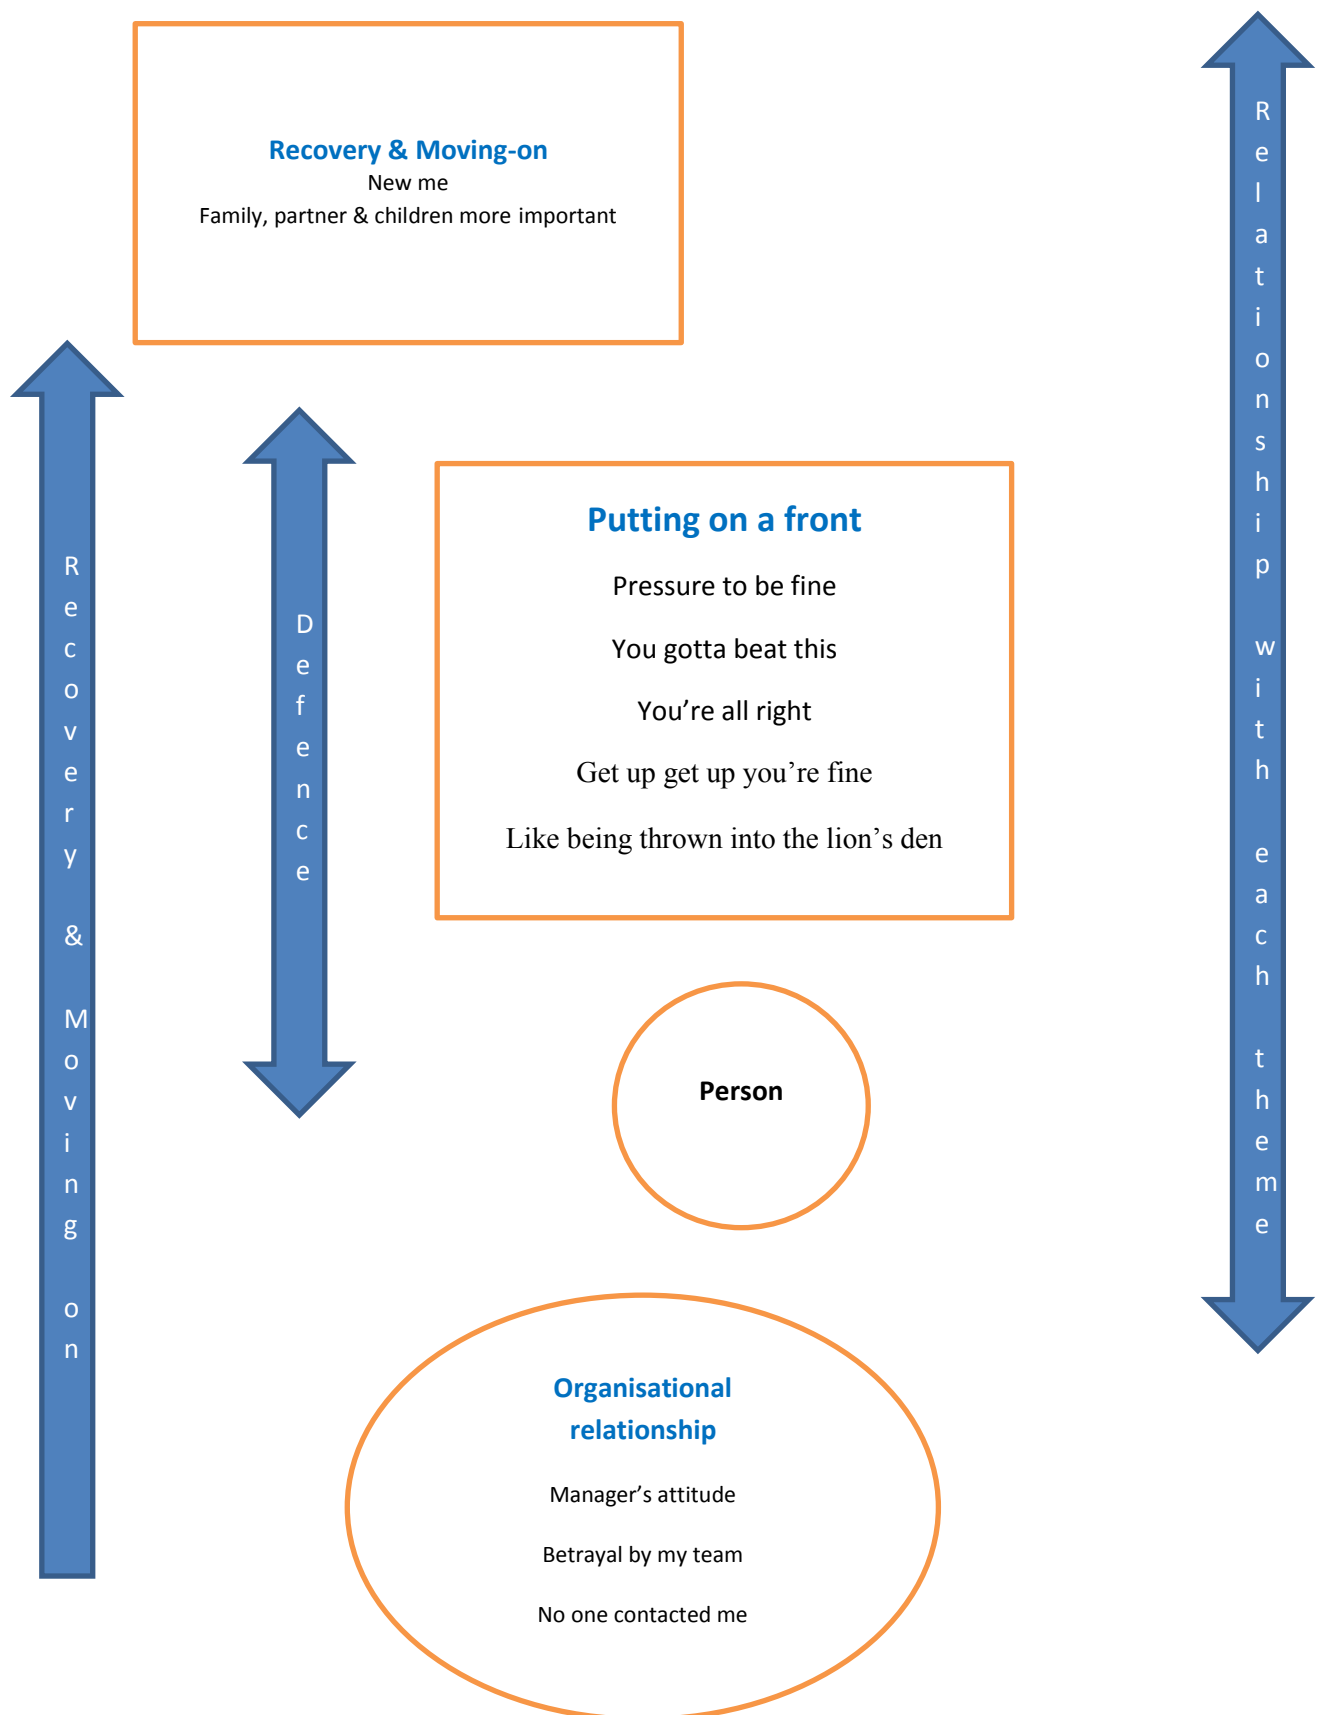 Recovery & Moving-on
New me
Family, partner & children more important
Recovery & Moving on
Defence
Putting on a front
Pressure to be fine
You gotta beat this
You’re all right
Get up get up you’re fine
Like being thrown into the lion’s den
Relationship with each theme
Person
Organisational
relationship
Manager’s attitude
Betrayal by my team
No one contacted me